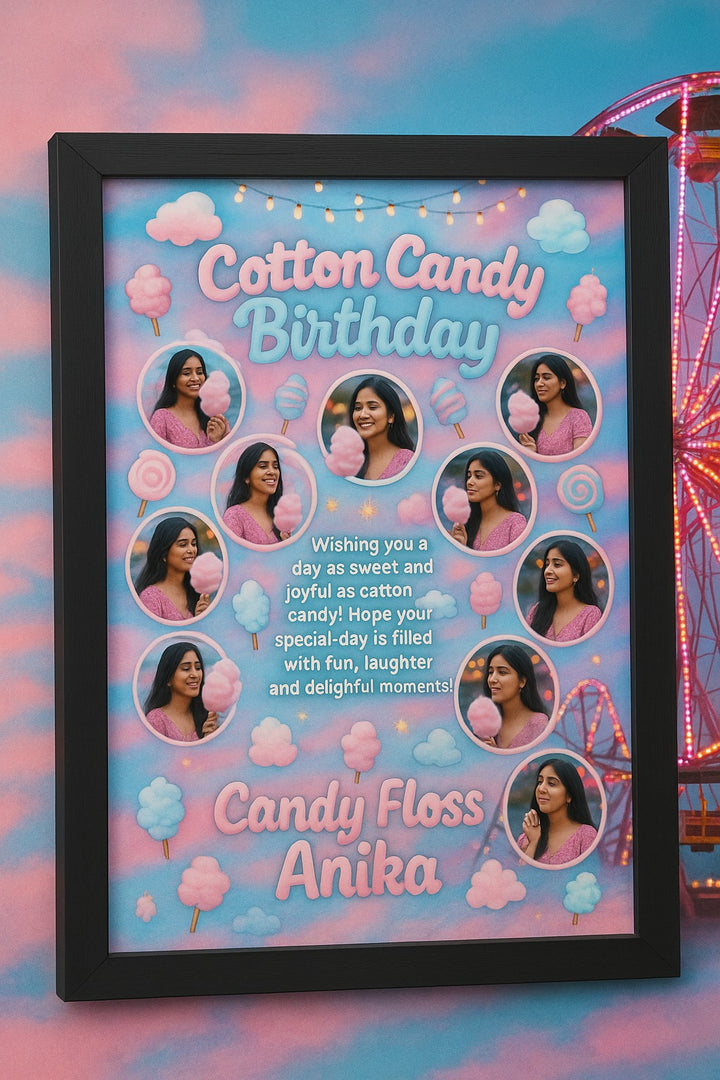 Cotton Candy
Birthday
Wishing you a
day as sweet and
joyful as catton
candy! Hope your
special-day is filled
with fun, laughter
and delighful moments!
Candy Floss
Anika